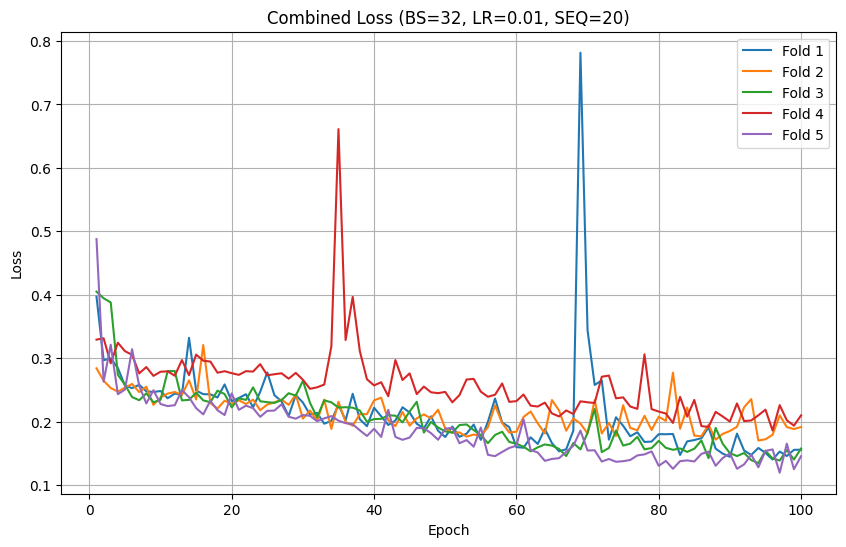 Combined Loss (BS=32, LR=0.01, SEQ=20)
Loss
0.8
0.7
0.6
0.5
0.4
0.3
0.2
0.1
Fold 1
Fold 2
Fold 3
Fold 4
Fold 5
0 20 40 60 80 100
Epoch